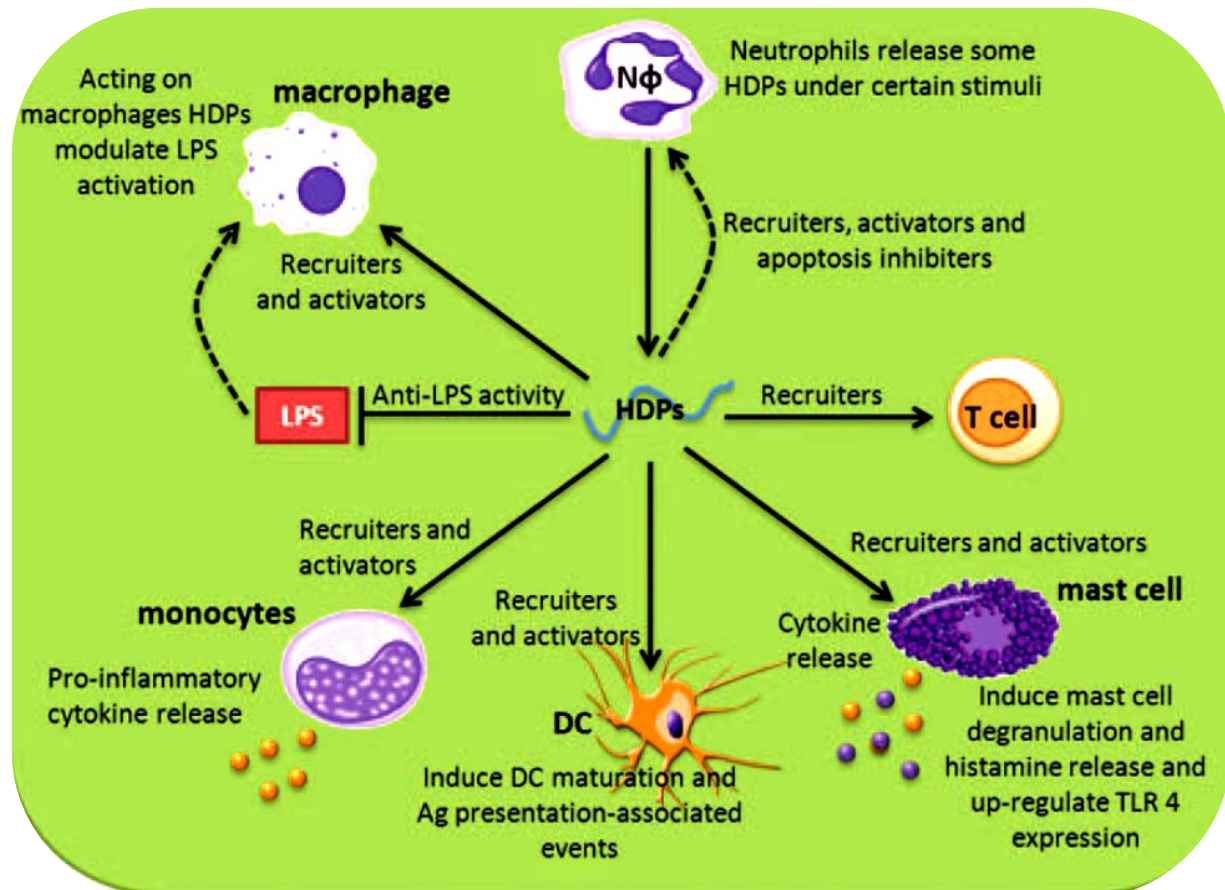 Acting on
macrophages HDPs
modulate LPS
activation
macrophage
Nϕ
Neutrophils release some
HDPs under certain stimuli
Recruiters
and activators
Recruiters, activators and
apoptosis inhibiters
LPS
Anti-LPS activity
HDPs
Recruiters
T cell
Recruiters and
activators
monocytes
Pro-inflammatory
cytokine release
Recruiters
and activators
DC
Induce DC maturation and
Ag presentation-associated
events
Recruiters and activators
mast cell
Cytokine
release
Induce mast cell
degranulation and
histamine release and
up-regulate TLR 4
expression